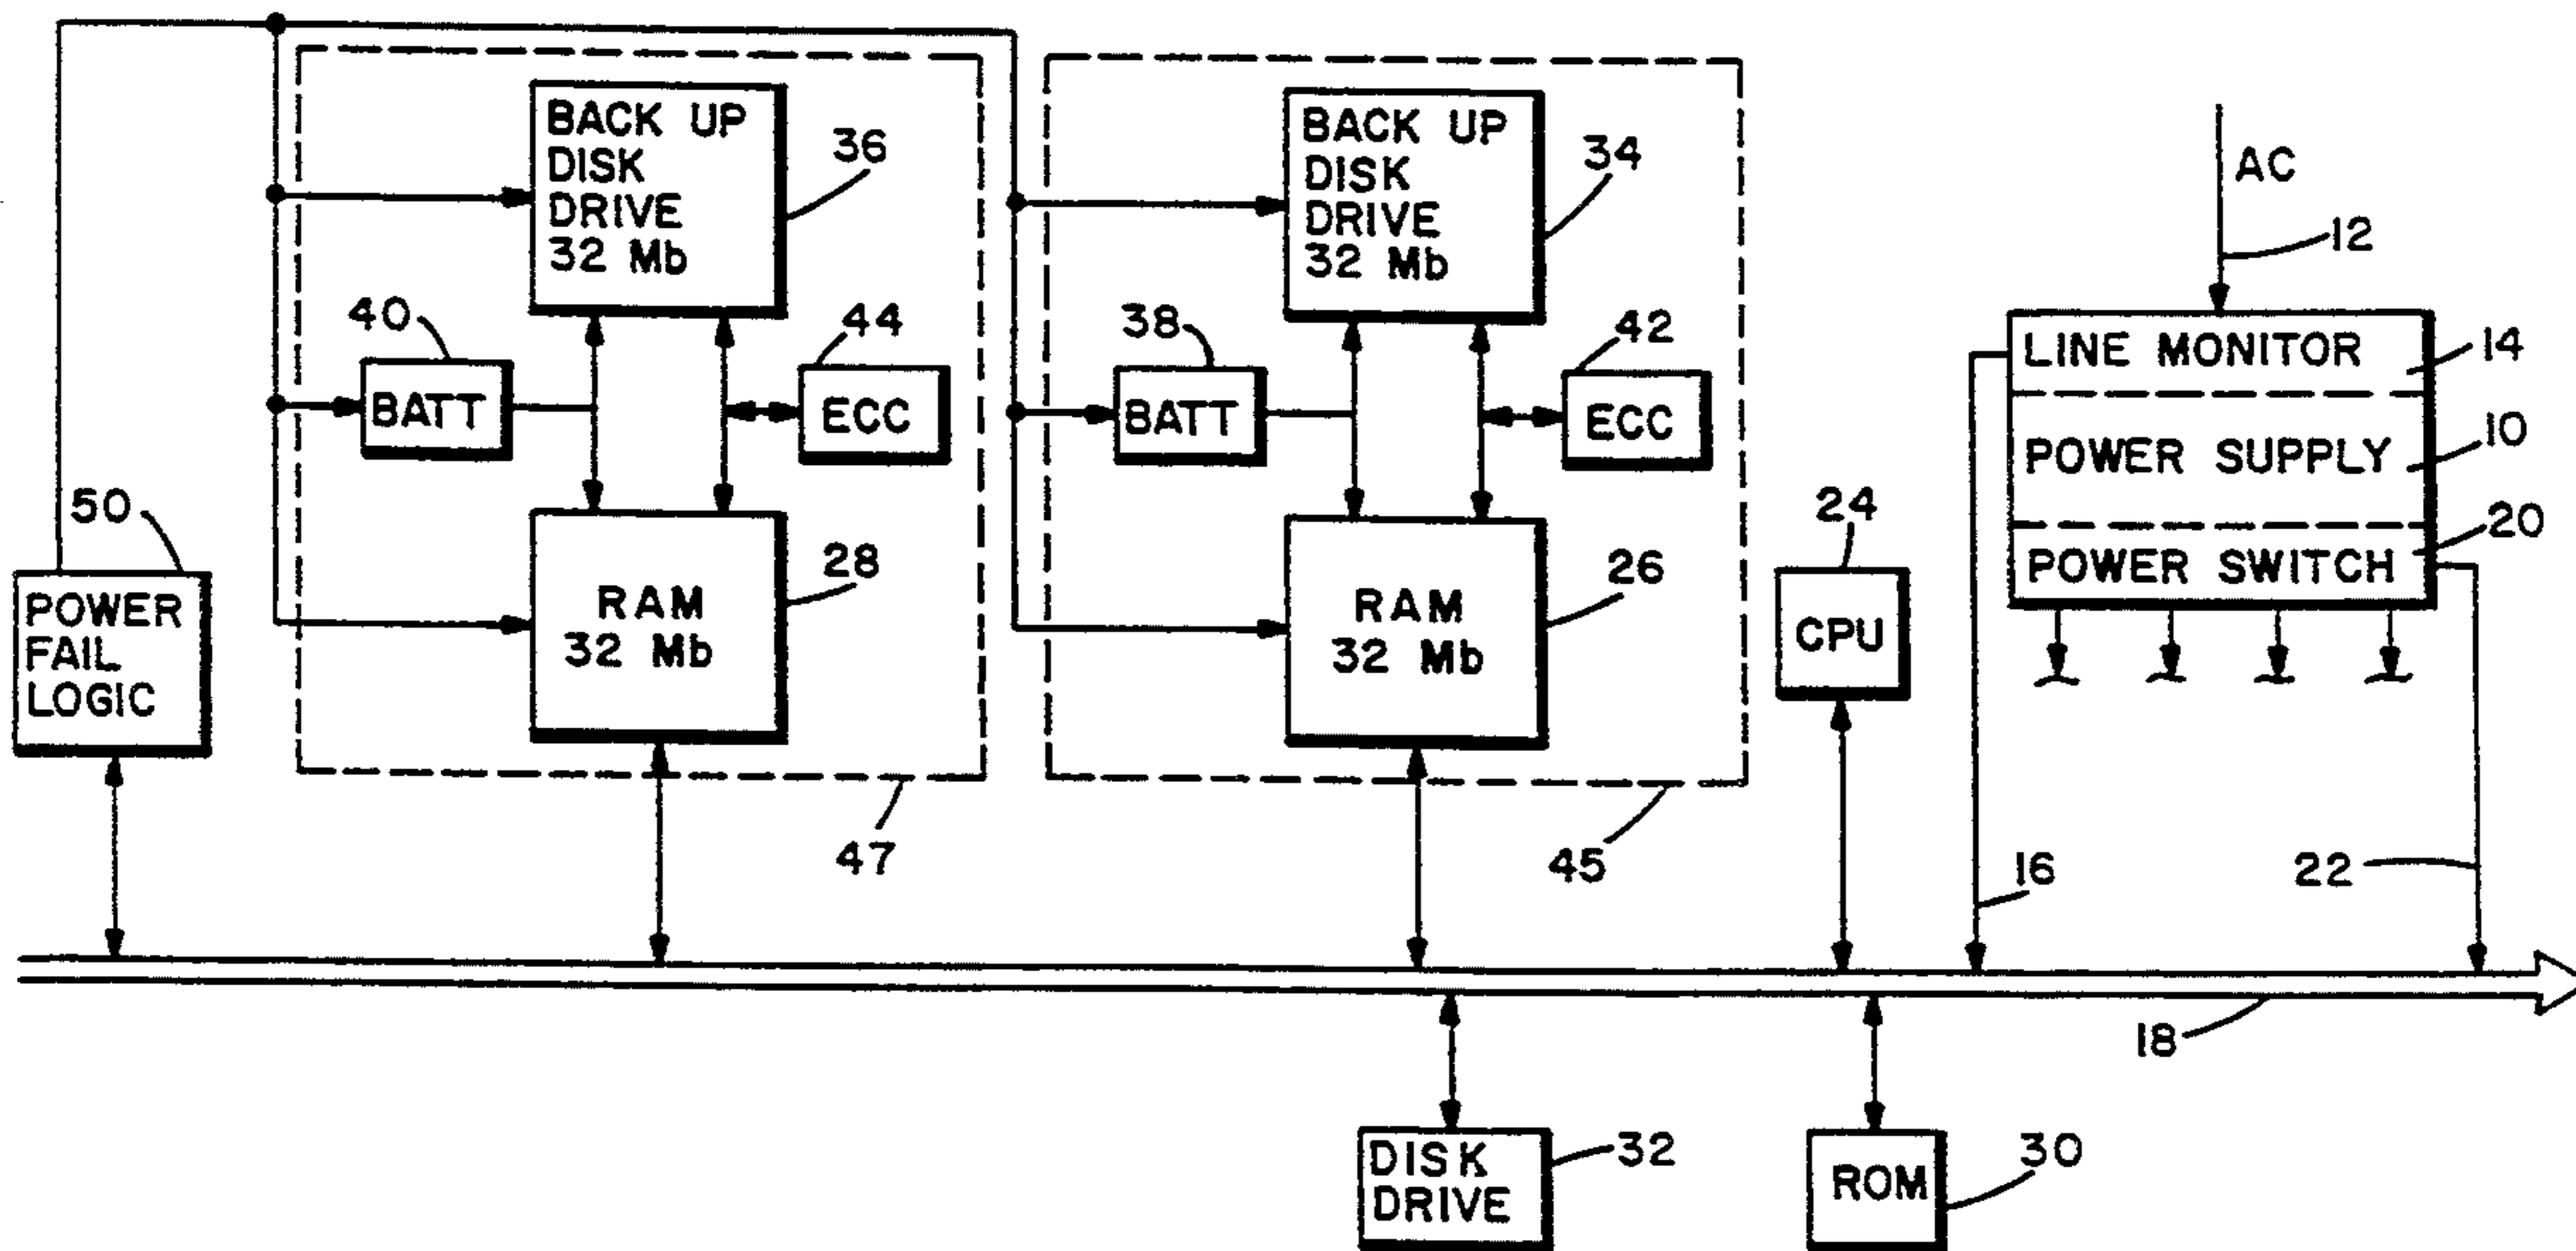 BACK UP
DISK
DRIVE
32 Mb
36
40
BATT
44
ECC
RAM
32 Mb
28
47
50
POWER
FAIL
LOGIC
BACK UP
DISK
DRIVE
32 Mb
34
38
BATT
42
ECC
RAM
32 Mb
26
45
24
CPU
AC
12
LINE MONITOR
14
POWER SUPPLY
10
POWER SWITCH
20
16
22
18
DISK
DRIVE
32
ROM
30